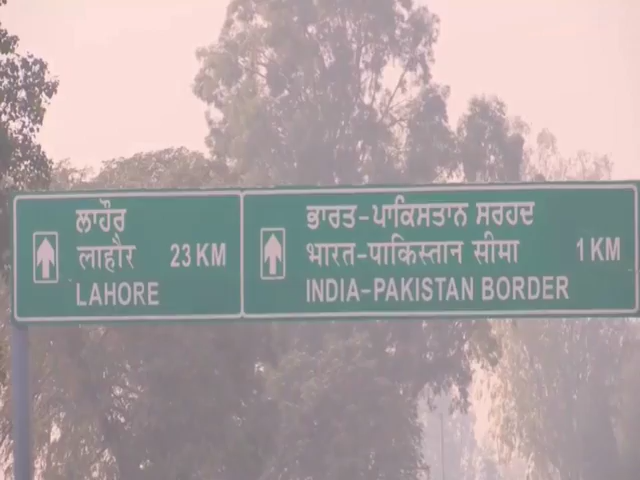 ਲਾਹੌਰ
लाहौर
LAHORE
23 KM
ਭਾਰਤ-ਪਾਕਿਸਤਾਨ ਸਰਹਦ
भारत-पाकिस्तान सीमा
INDIA-PAKISTAN BORDER
1 KM